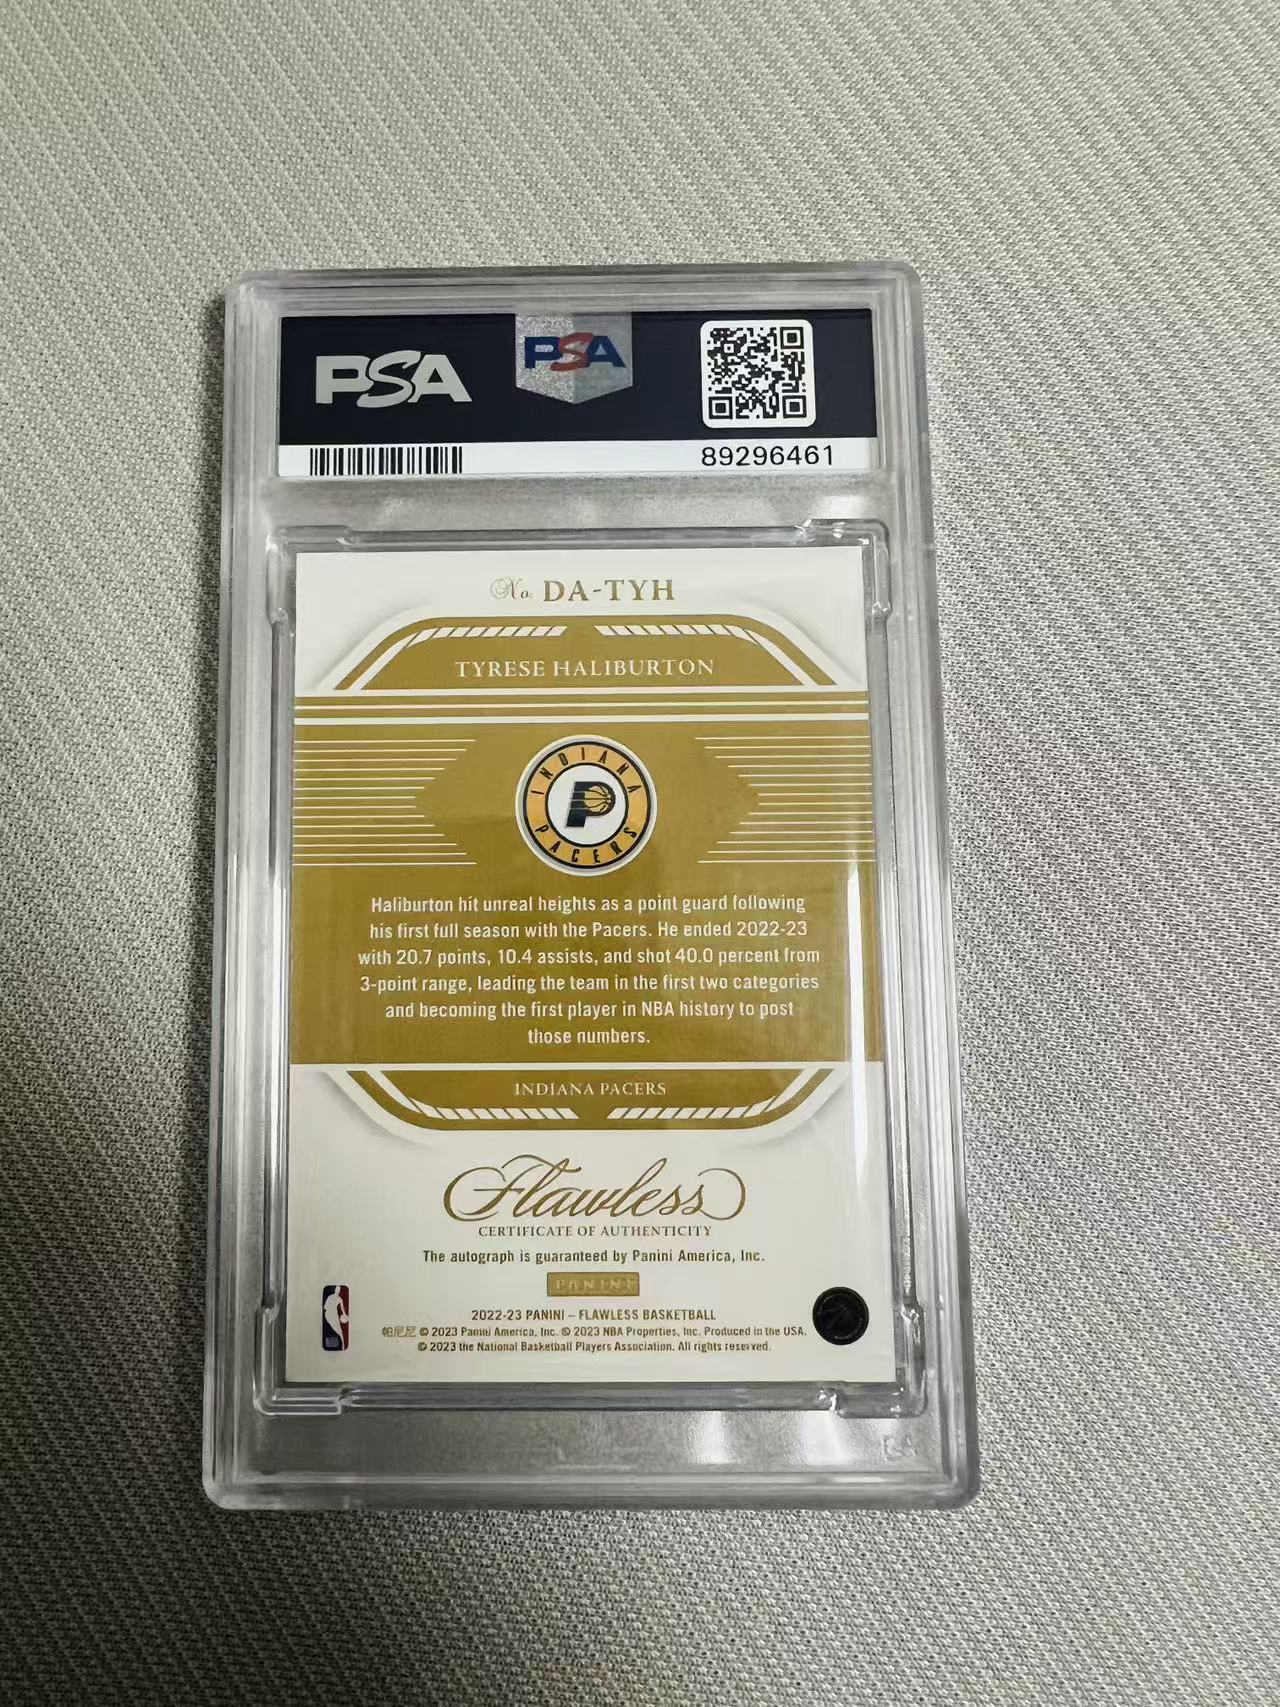 PSA
PSA
89296461
No. DA-TYH
TYRESE HALIBURTON
INDIANA
P
PACERS
Haliburton hit unreal heights as a point guard following
his first full season with the Pacers. He ended 2022-23
with 20.7 points, 10.4 assists, and shot 40.0 percent from
3-point range, leading the team in the first two categories
and becoming the first player in NBA history to post
those numbers.
INDIANA PACERS
Flawless
CERTIFICATE OF AUTHENTICITY
The autograph is guaranteed by Panini America, Inc.
PANINI
2022-23 PANINI – FLAWLESS BASKETBALL
帕尼尼 © 2023 Panini America, Inc. © 2023 NBA Properties, Inc. Produced in the USA.
© 2023 the National Basketball Players Association. All rights reserved.